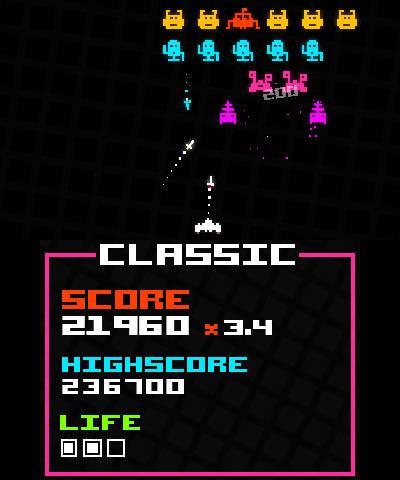 200
CLASSIC
SCORE
21960 x3.4
HIGHSCORE
236700
LIFE